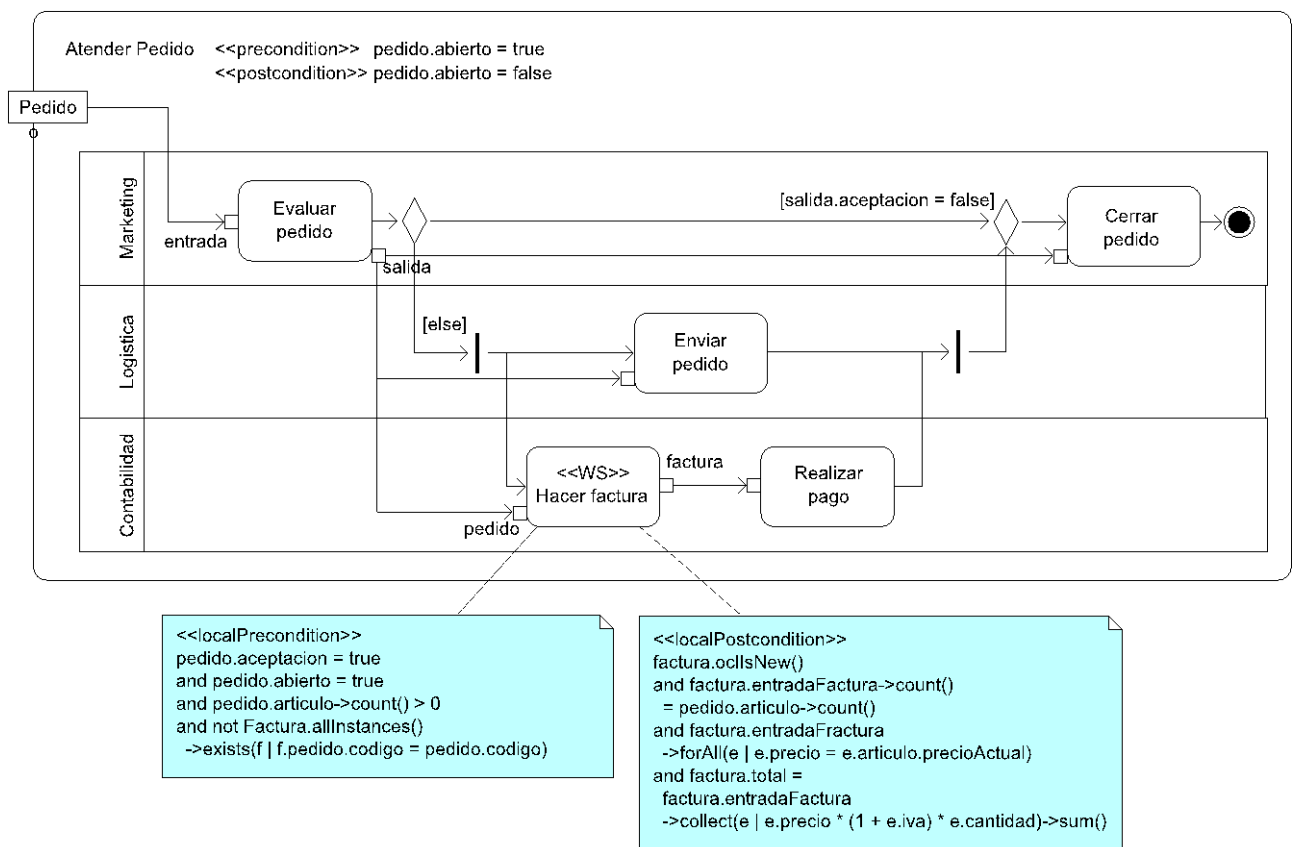 Atender Pedido <<precondition>> pedido.abierto = true
<<postcondition>> pedido.abierto = false
Pedido
o
Marketing
Evaluar
pedido
entrada
salida
[salida.aceptacion = false]
Cerrar
pedido
Logistica
[else]
Enviar
pedido
Contabilidad
<<WS>>
Hacer factura
pedido
factura
Realizar
pago
<<localPrecondition>>
pedido.aceptacion = true
and pedido.abierto = true
and pedido.articulo->count() > 0
and not Factura.allInstances()
->exists(f | f.pedido.codigo = pedido.codigo)
<<localPostcondition>>
factura.oclIsNew()
and factura.entradaFactura->count()
= pedido.articulo->count()
and factura.entradaFractura
->forAll(e | e.precio = e.articulo.precioActual)
and factura.total =
factura.entradaFactura
->collect(e | e.precio * (1 + e.iva) * e.cantidad)->sum()